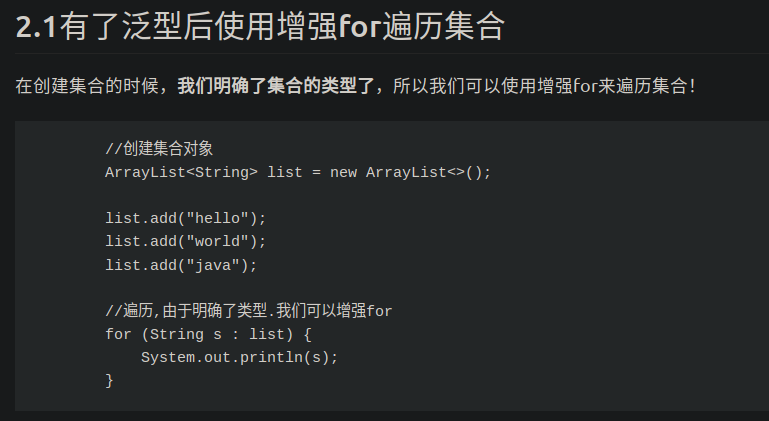 2.1有了泛型后使用增强for遍历集合
在创建集合的时候，我们明确了集合的类型了，所以我们可以使用增强for来遍历集合！
//创建集合对象
ArrayList<String> list = new ArrayList<>();
list.add("hello");
list.add("world");
list.add("java");
//遍历,由于明确了类型.我们可以增强for
for (String s : list) {
System.out.println(s);
}